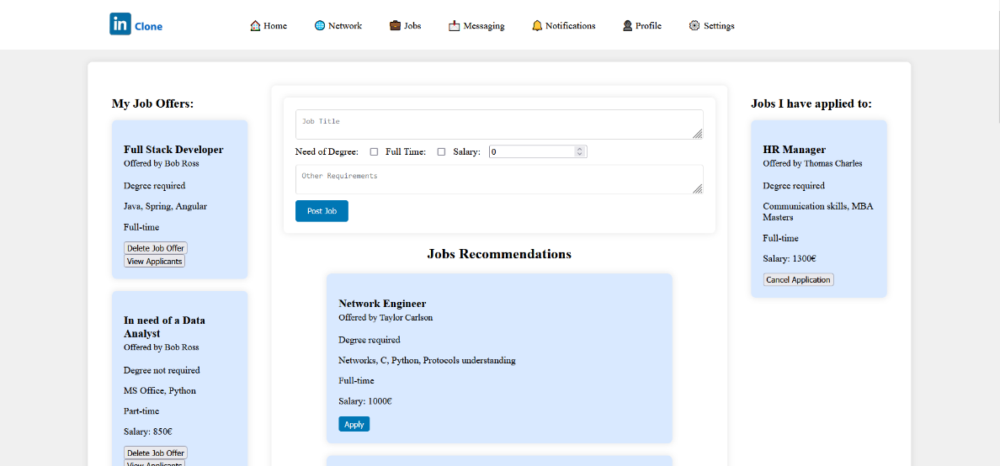 in Clone
Home
Network
Jobs
Messaging
Notifications
Profile
Settings
My Job Offers:
Full Stack Developer
Offered by Bob Ross
Degree required
Java, Spring, Angular
Full-time
Delete Job Offer
View Applicants
In need of a Data
Analyst
Offered by Bob Ross
Degree not required
MS Office, Python
Part-time
Salary: 850€
Delete Job Offer
View Applicants
Job Title
Need of Degree: Full Time: Salary: 0
Other Requirements
Post Job
Jobs Recommendations
Network Engineer
Offered by Taylor Carlson
Degree required
Networks, C, Python, Protocols understanding
Full-time
Salary: 1000€
Apply
Jobs I have applied to:
HR Manager
Offered by Thomas Charles
Degree required
Communication skills, MBA
Masters
Full-time
Salary: 1300€
Cancel Application